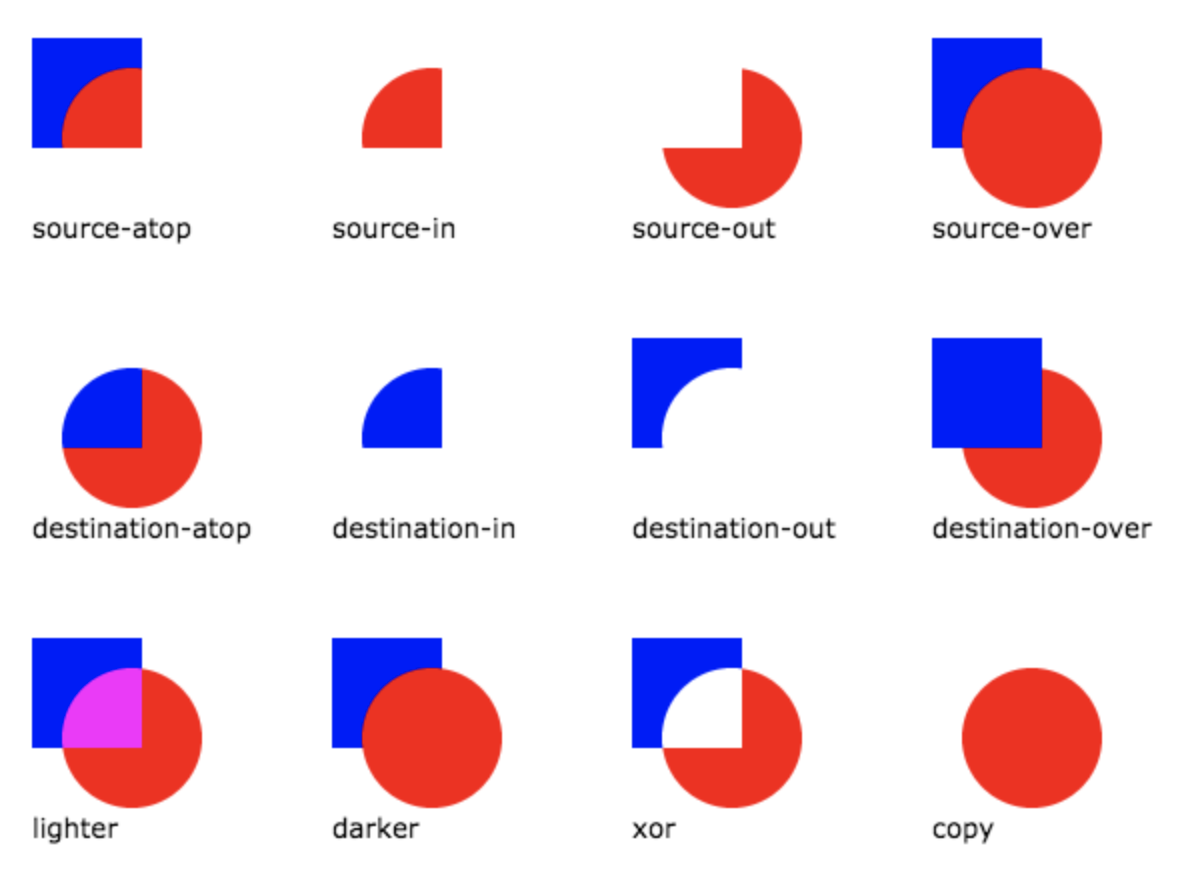 source-atop
source-in
source-out
source-over
destination-atop
destination-in
destination-out
destination-over
lighter
darker
xor
copy